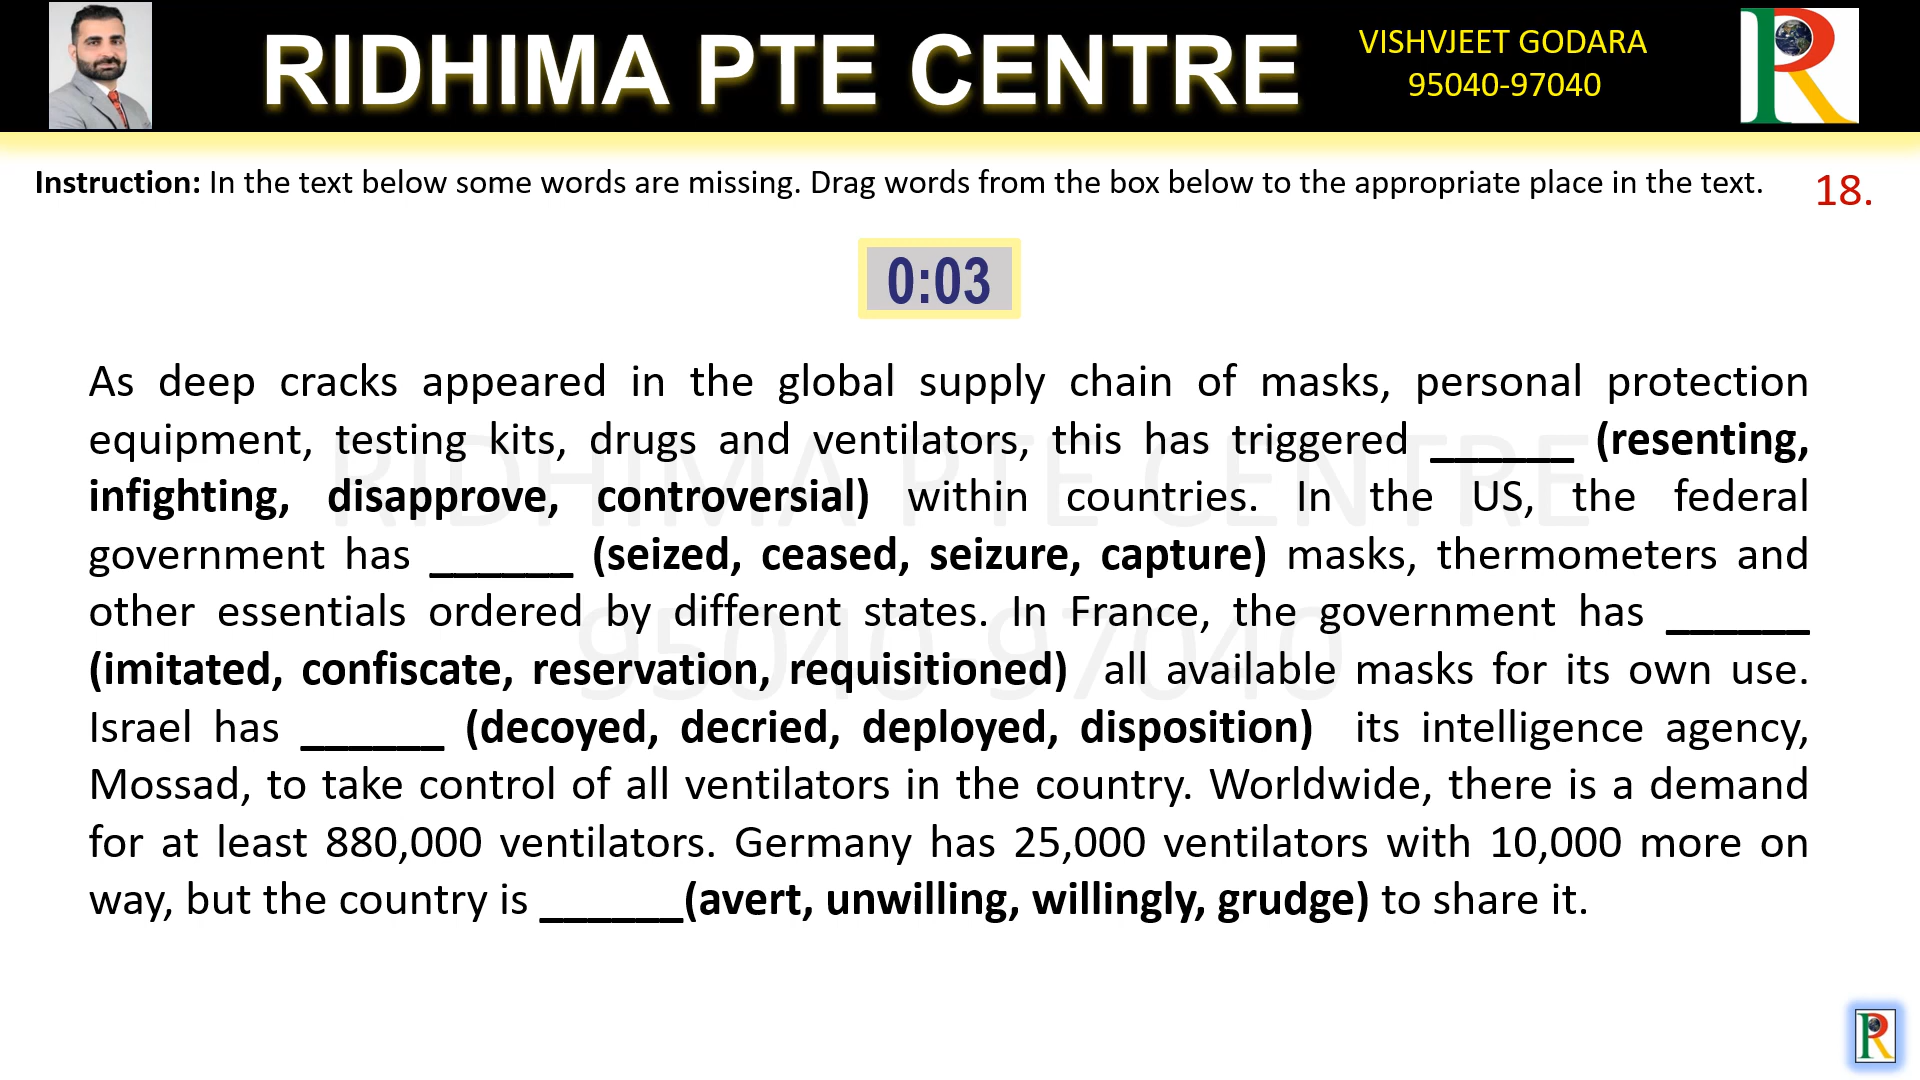 RIDHIMA PTE CENTRE
VISHVJEET GODARA
95040-97040
R
Instruction: In the text below some words are missing. Drag words from the box below to the appropriate place in the text.
18.
0:03
As deep cracks appeared in the global supply chain of masks, personal protection
equipment, testing kits, drugs and ventilators, this has triggered ______ (resenting,
infighting, disapprove, controversial) within countries. In the US, the federal
government has ______ (seized, ceased, seizure, capture) masks, thermometers and
other essentials ordered by different states. In France, the government has ______
(imitated, confiscate, reservation, requisitioned) all available masks for its own use.
Israel has ______ (decoyed, decried, deployed, disposition) its intelligence agency,
Mossad, to take control of all ventilators in the country. Worldwide, there is a demand
for at least 880,000 ventilators. Germany has 25,000 ventilators with 10,000 more on
way, but the country is ______(avert, unwilling, willingly, grudge) to share it.
RIDHIMA PTE CENTRE
95040-97040
R